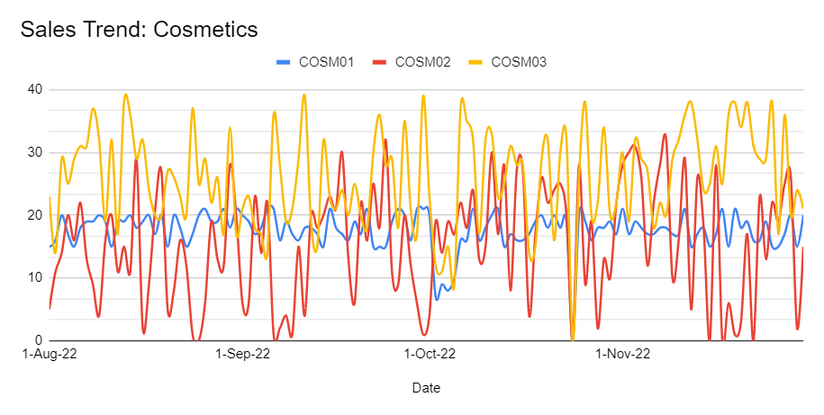 Sales Trend: Cosmetics
COSM01 COSM02 COSM03
40
30
20
10
0
1-Aug-22 1-Sep-22 1-Oct-22 1-Nov-22
Date